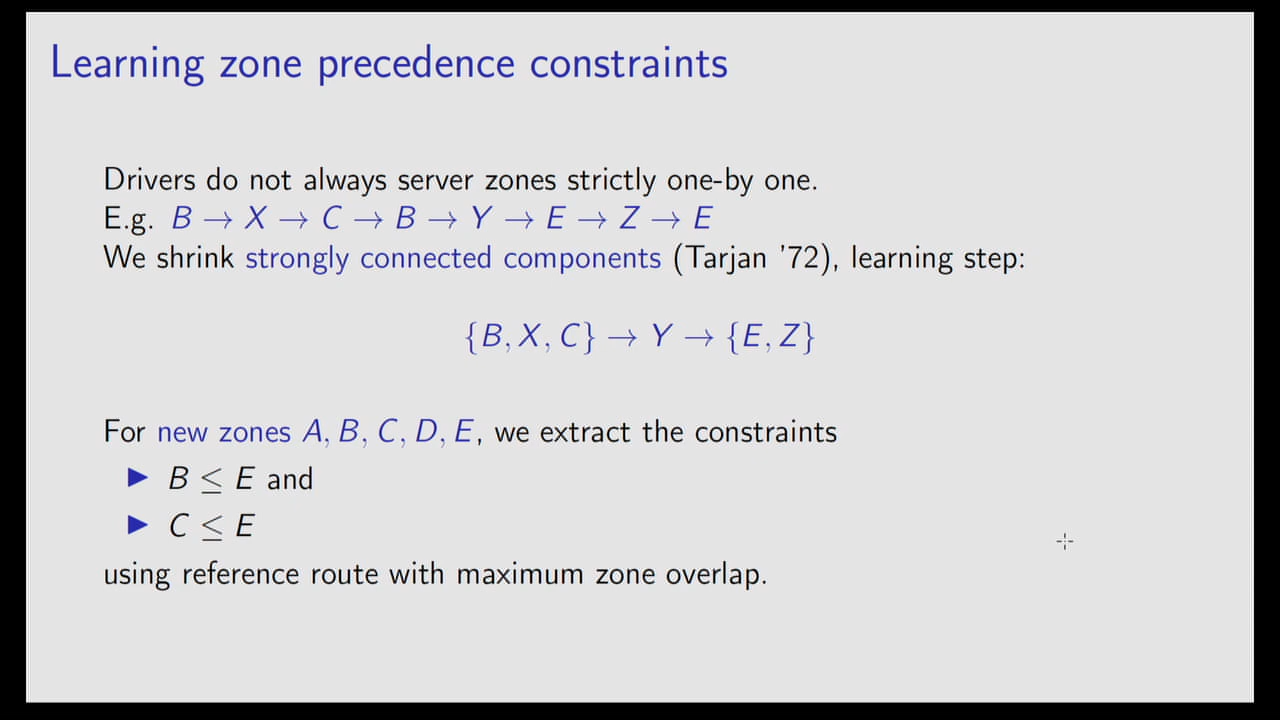 Learning zone precedence constraints
Drivers do not always server zones strictly one-by one.
E.g. B → X → C → B → Y → E → Z → E
We shrink strongly connected components (Tarjan '72), learning step:
{B, X, C} → Y → {E, Z}
For new zones A, B, C, D, E, we extract the constraints
▶ B ≤ E and
▶ C ≤ E
using reference route with maximum zone overlap.